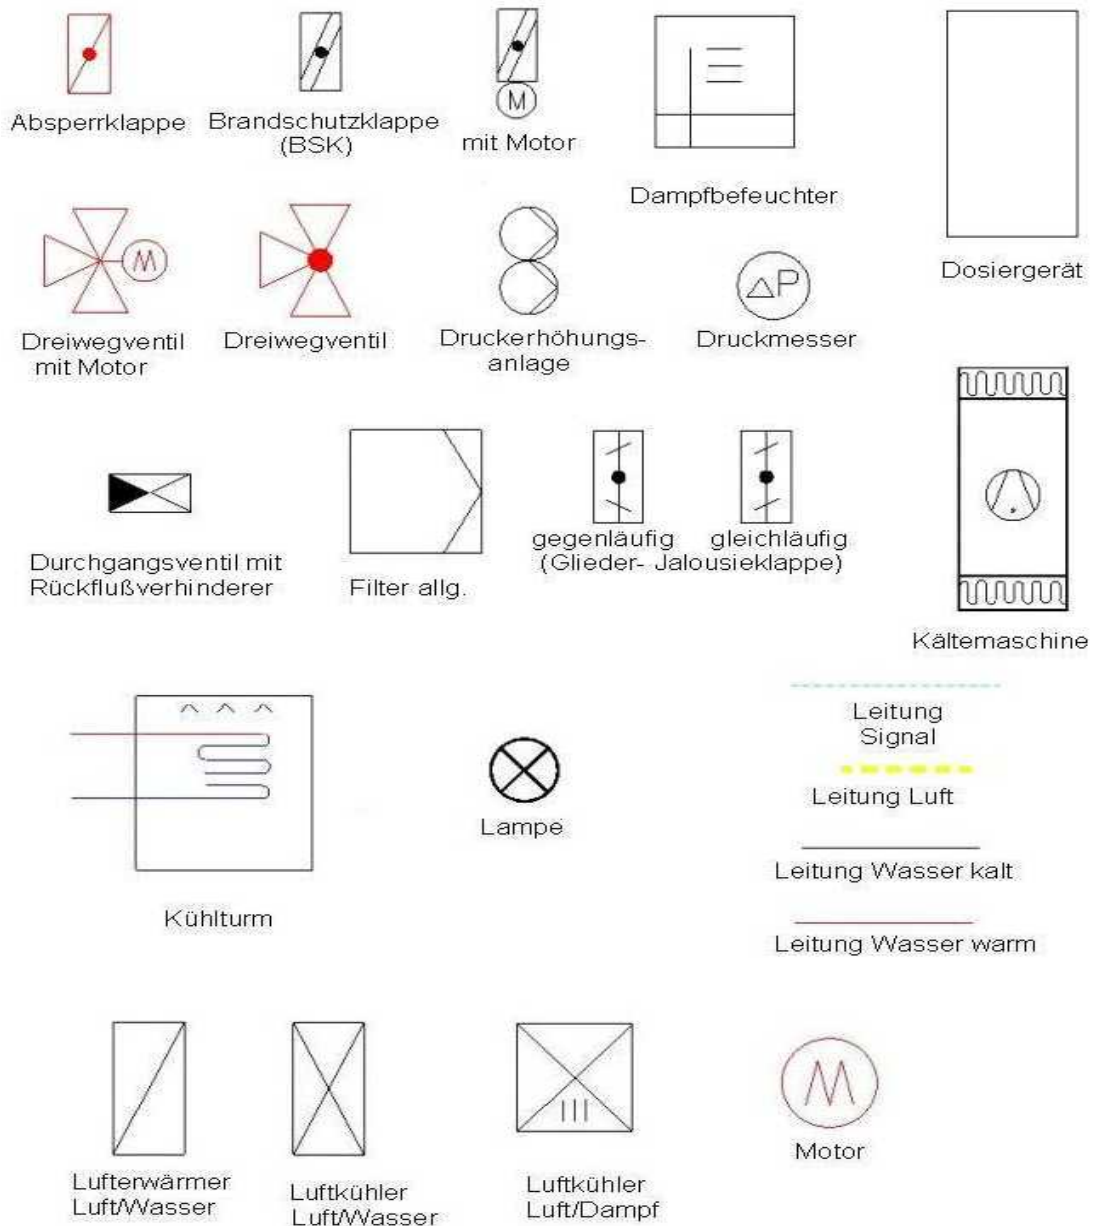 Absperrklappe
Brandschutzklappe
(BSK)
M
mit Motor
Dampfbefeuchter
Dosiergerät
M
Dreiwegventil
mit Motor
Dreiwegventil
Druckerhöhungs-
anlage
ΔP
Druckmesser
Durchgangsventil mit
Rückflußverhinderer
Filter allg.
gegenläufig gleichläufig
(Glieder- Jalousieklappe)
Kältemaschine
Kühlturm
Lampe
Leitung
Signal
Leitung Luft
Leitung Wasser kalt
Leitung Wasser warm
Lufterwärmer
Luft/Wasser
Luftkühler
Luft/Wasser
Luftkühler
Luft/Dampf
M
Motor